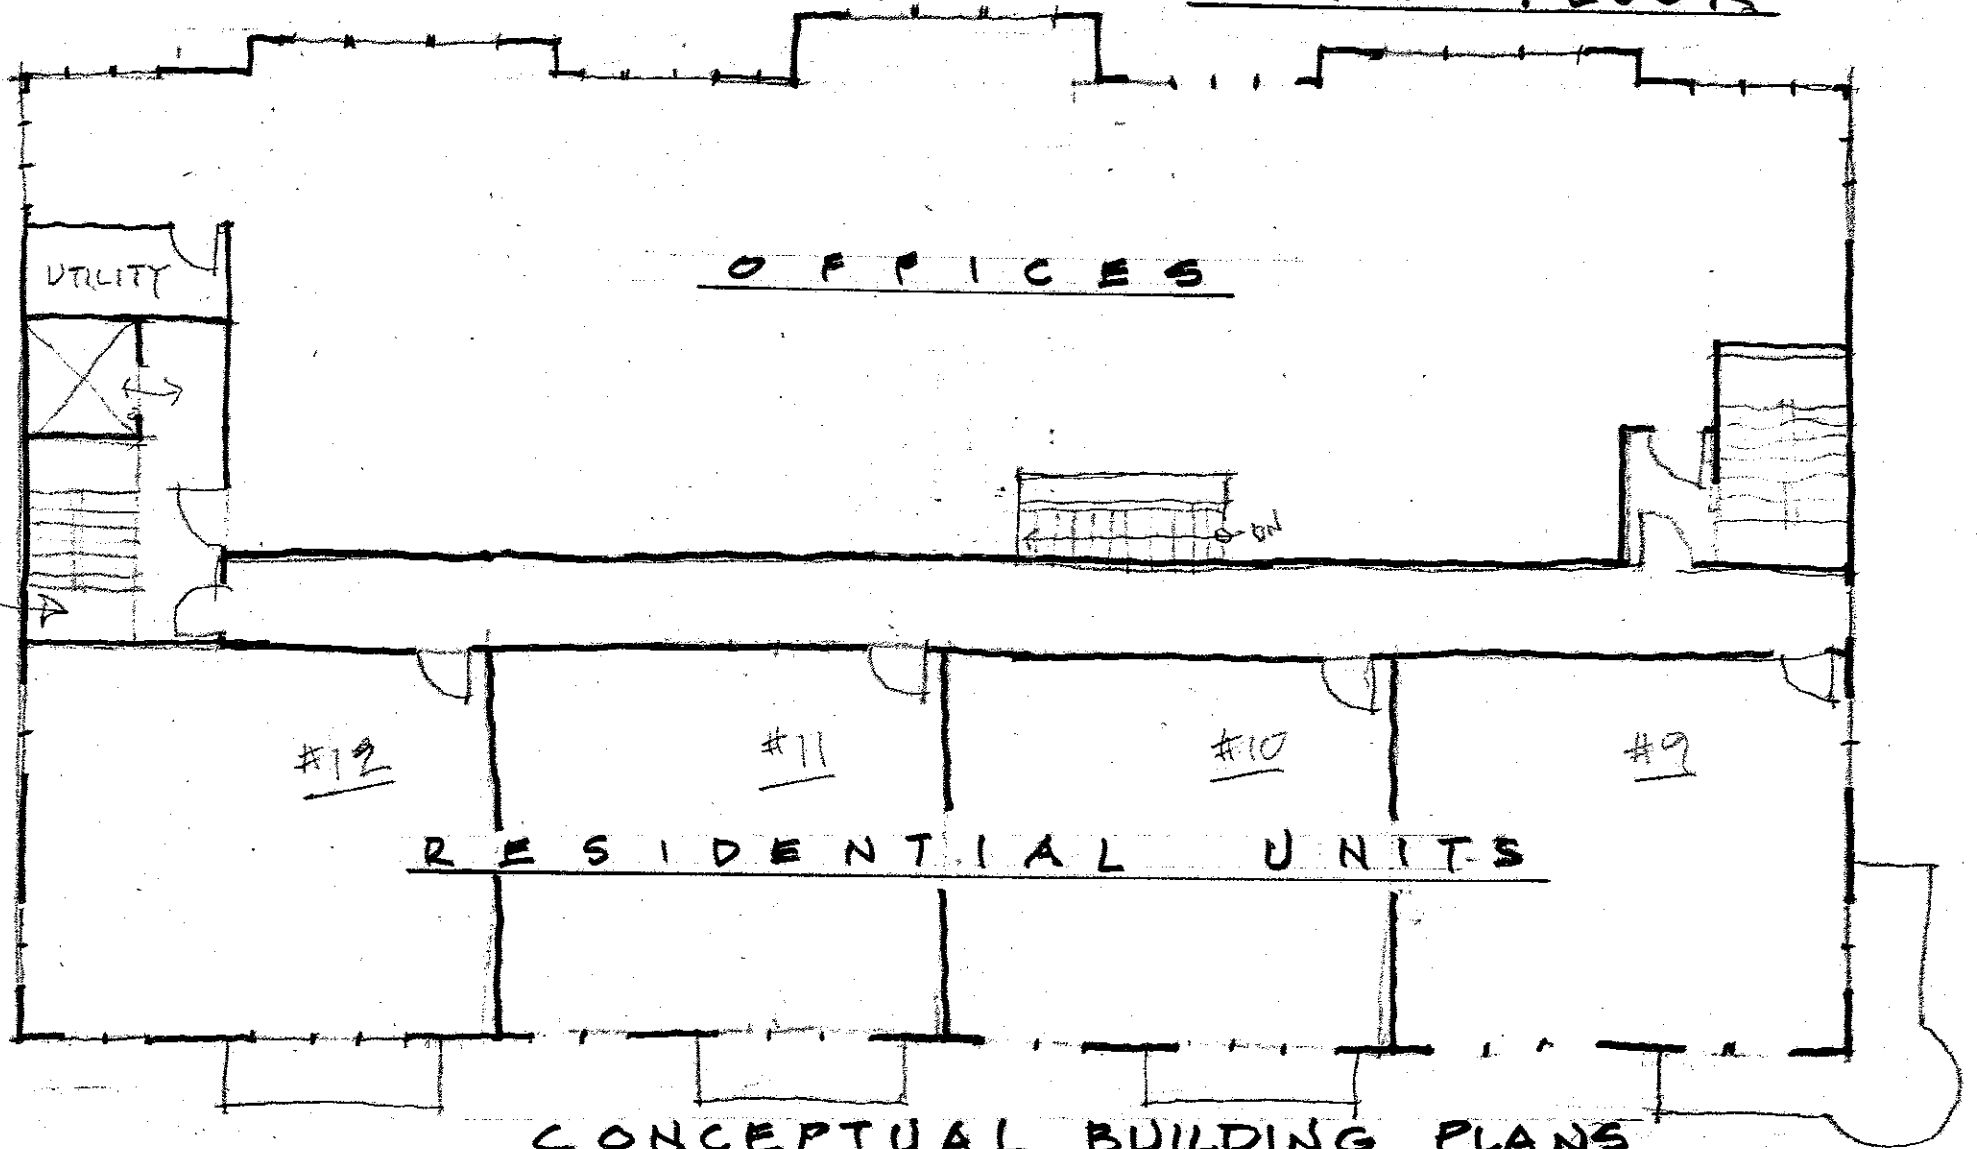 OFFICES
UTILITY
DN
#12 #11 #10 #9
RESIDENTIAL UNITS
CONCEPTUAL BUILDING PLANS